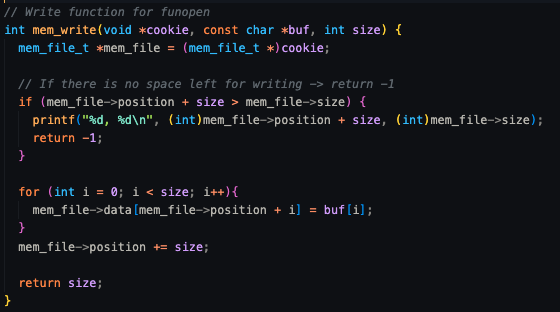 // Write function for funopen
int mem_write(void *cookie, const char *buf, int size) {
  mem_file_t *mem_file = (mem_file_t *)cookie;

  // If there is no space left for writing -> return -1
  if (mem_file->position + size > mem_file->size) {
    printf("%d, %d\n", (int)mem_file->position + size, (int)mem_file->size);
    return -1;
  }

  for (int i = 0; i < size; i++){
    mem_file->data[mem_file->position + i] = buf[i];
  }
  mem_file->position += size;

  return size;
}